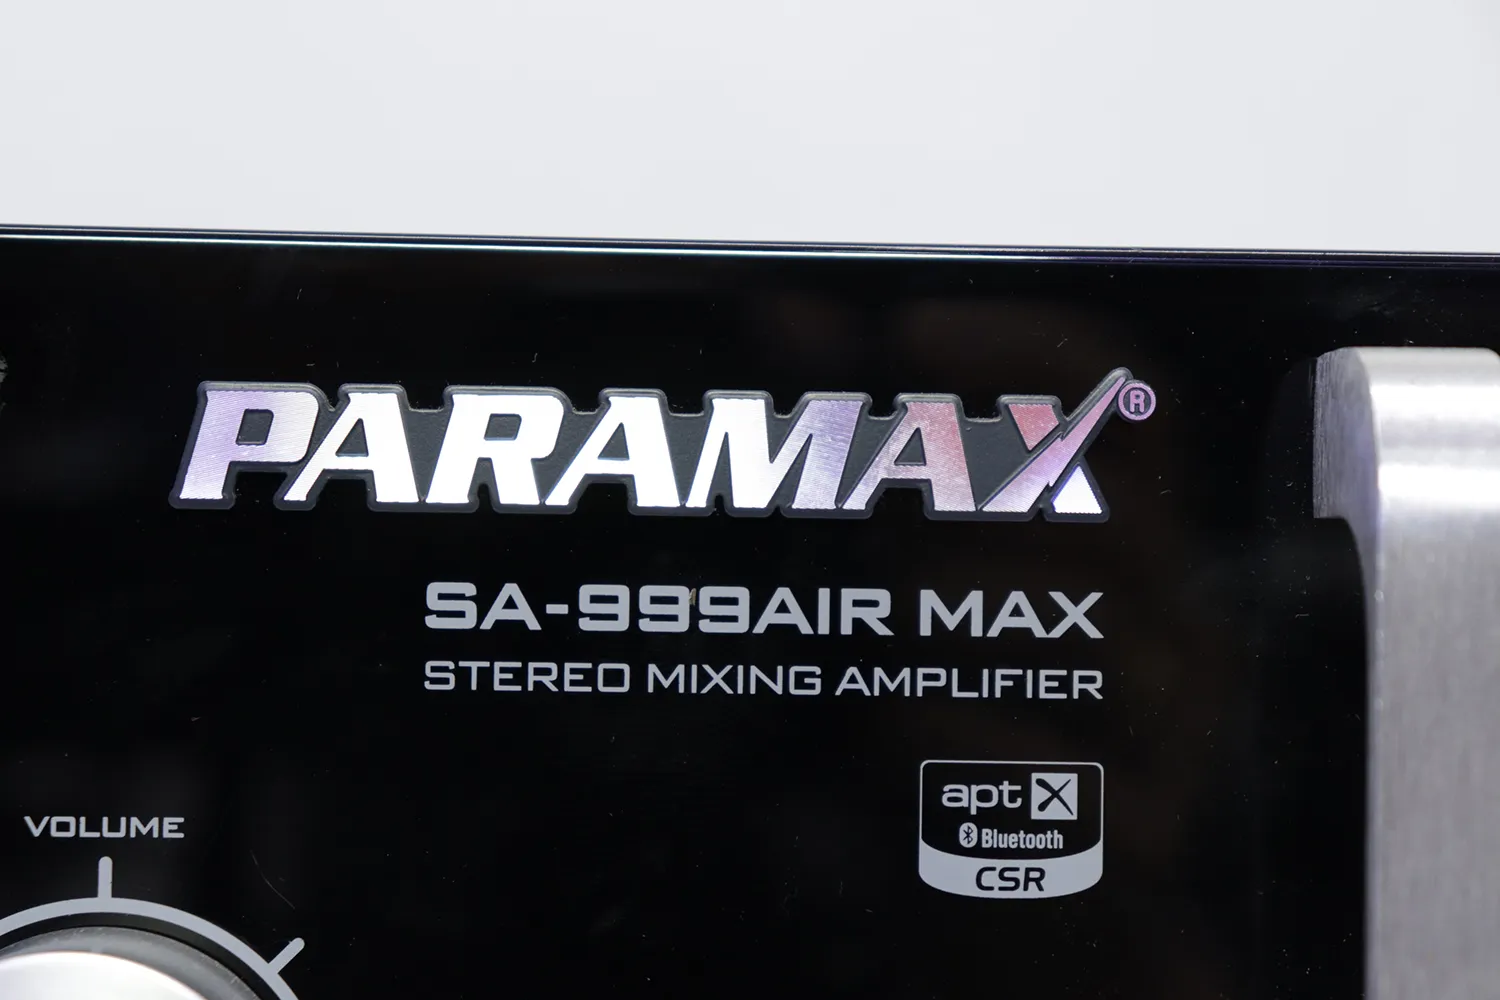 PARAMAX®
SA-999AIR MAX
STEREO MIXING AMPLIFIER
aptX
Bluetooth
CSR
VOLUME